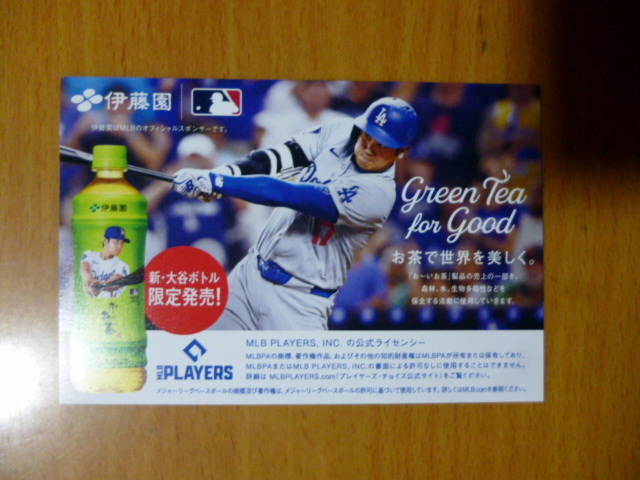 伊藤園
伊藤園はMLBのオフィシャルスポンサーです。
LA
Dodgers
17
伊藤園
新・大谷ボトル
限定発売!
Green Tea
for Good
お茶で世界を美しく。
「お〜いお茶」製品の売上の一部を、
森林、水、生物多様性などを
保全する活動に使用していきます。
MLB PLAYERS
MLB PLAYERS, INC. の公式ライセンシー
MLBPAの商標、著作権作品、およびその他の知的財産権はMLBPAが所有または保有しており、
MLBPAまたはMLB PLAYERS, INC.の書面による許可なしに使用することはできません。
詳細は MLBPLAYERS.com（プレイヤーズ・チョイス公式サイト）をご覧ください。
メジャーリーグベースボールの商標及び著作権は、メジャーリーグベースボールの許可に基づいて使用しています。詳しくはMLB.comを参照ください。